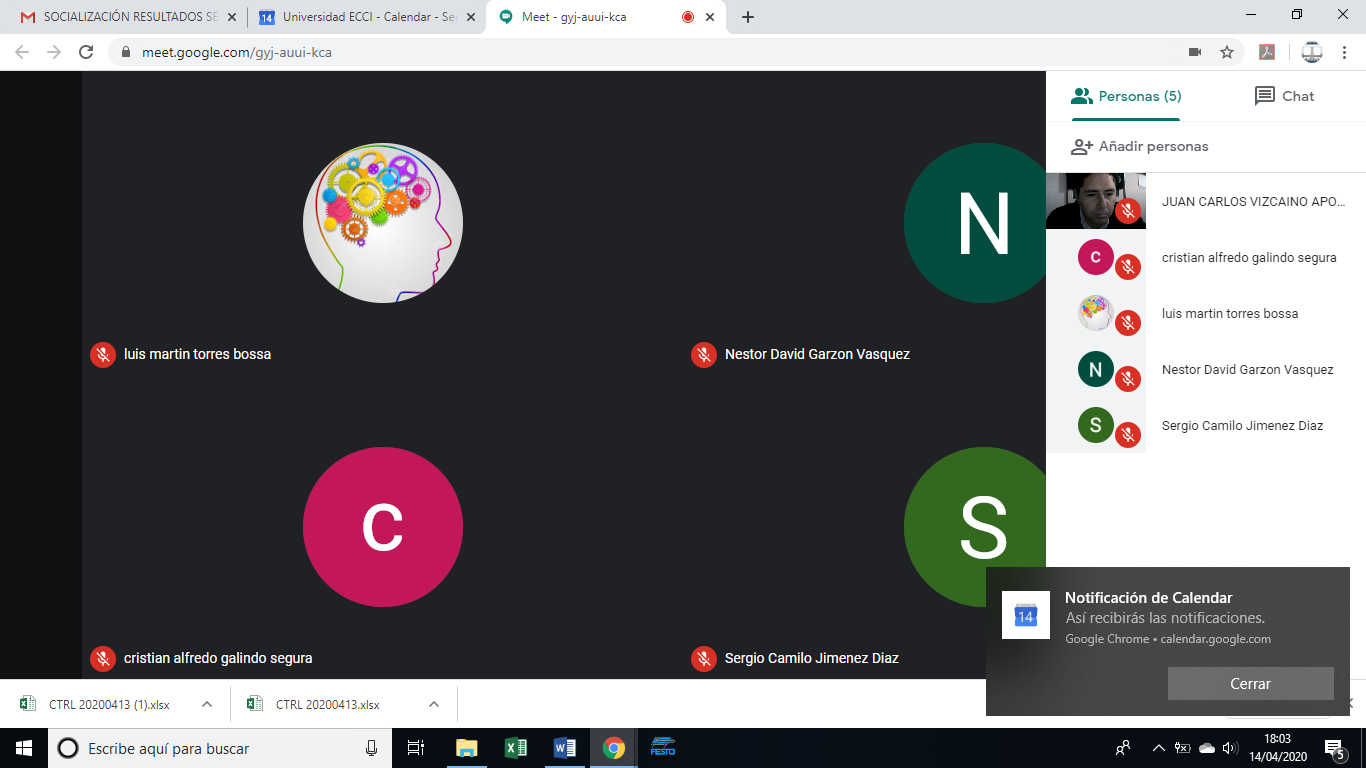 SOCIALIZACIÓN RESULTADOS SE
Universidad ECCI - Calendar - Se
Meet - gyj-auui-kca
meet.google.com/gyj-auui-kca
Personas (5)
Chat
Añadir personas
JUAN CARLOS VIZCAINO APO...
C
cristian alfredo galindo segura
luis martin torres bossa
N
Nestor David Garzon Vasquez
S
Sergio Camilo Jimenez Diaz
N
luis martin torres bossa
Nestor David Garzon Vasquez
c
S
cristian alfredo galindo segura
Sergio Camilo Jimenez Diaz
14
Notificación de Calendar
Así recibirás las notificaciones.
Google Chrome • calendar.google.com
Cerrar
CTRL 20200413 (1).xlsx
CTRL 20200413.xlsx
Escribe aquí para buscar
FESTO
18:03
14/04/2020
5